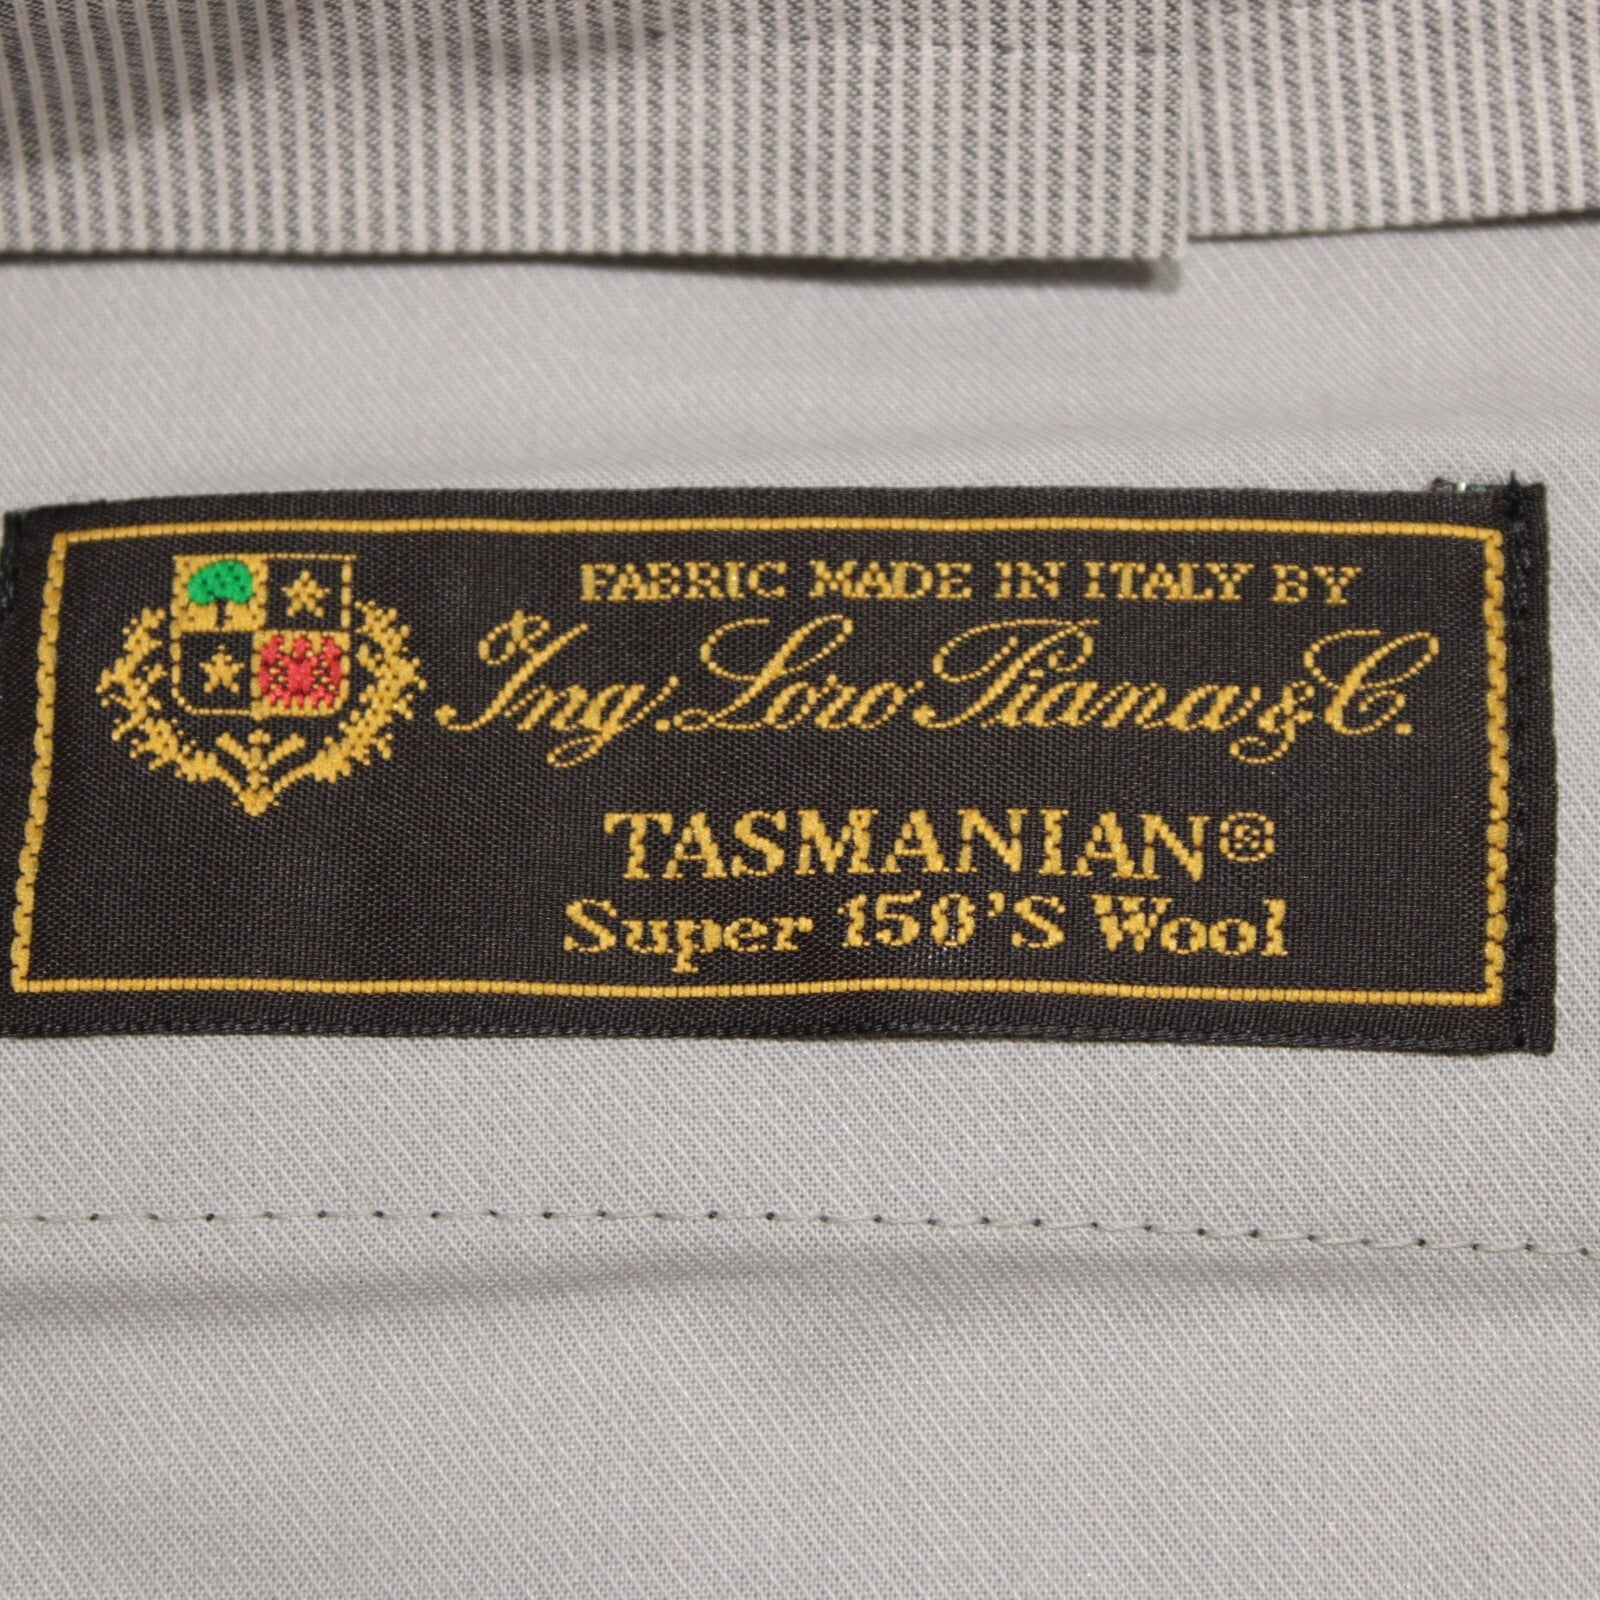 FABRIC MADE IN ITALY BY
Ing. Loro Piana & C.
TASMANIAN®
Super 150'S Wool